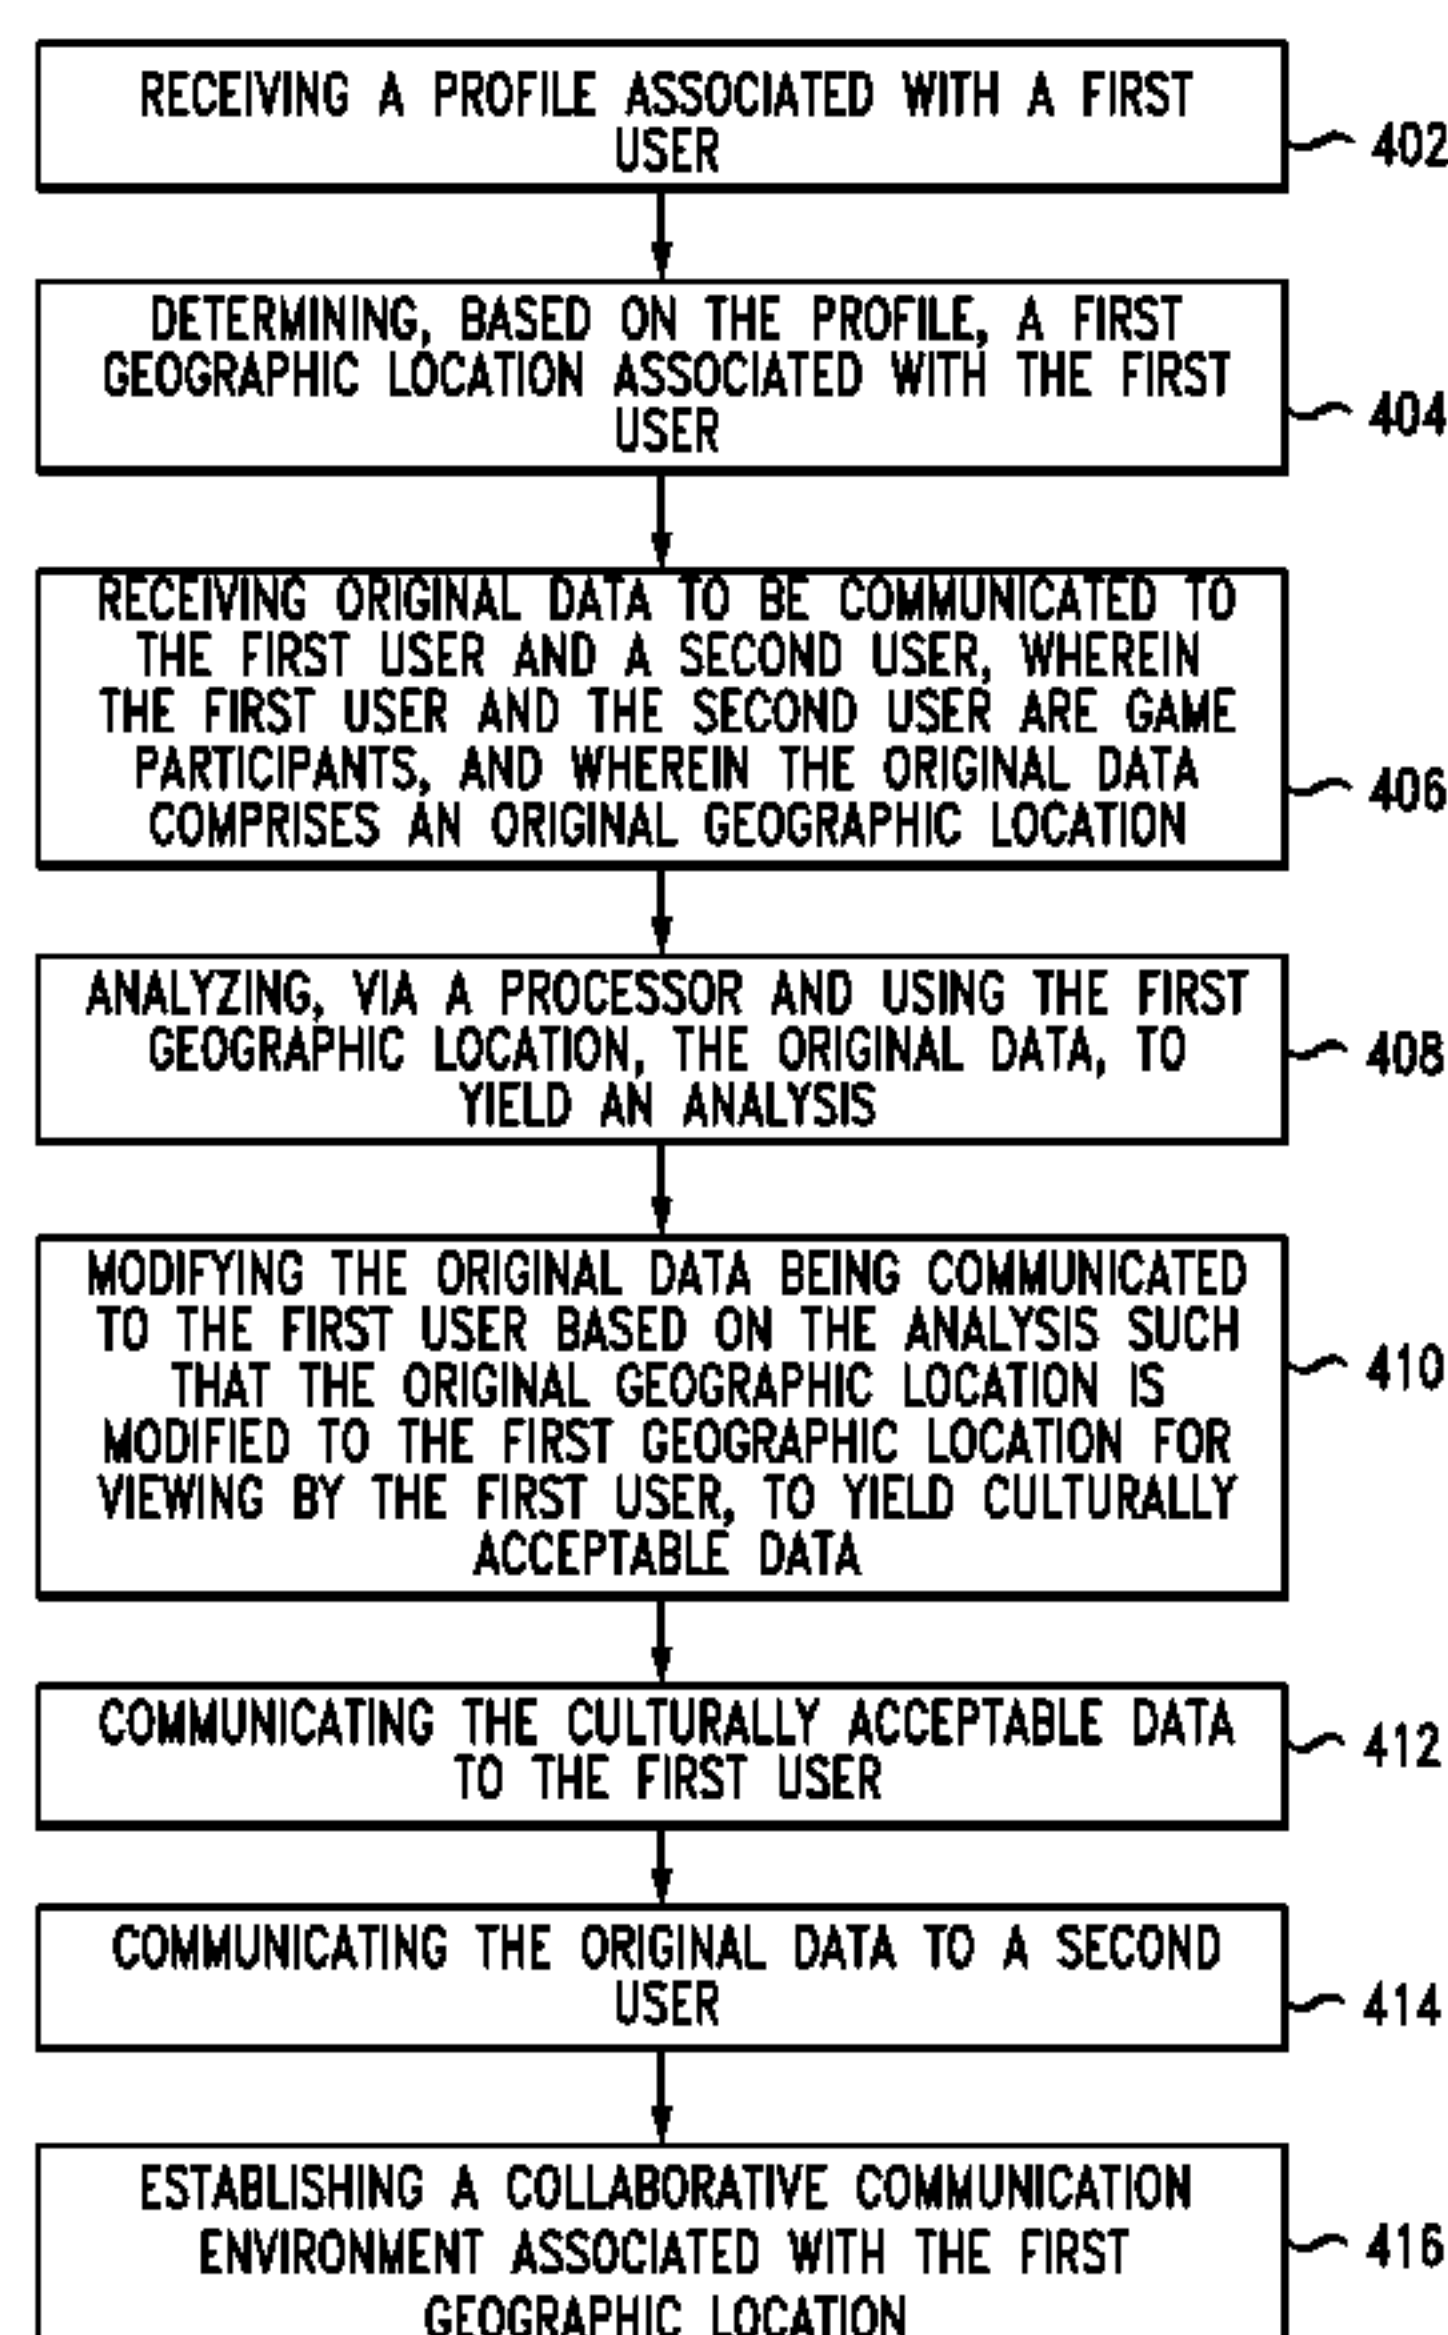 RECEIVING A PROFILE ASSOCIATED WITH A FIRST
USER
402
DETERMINING, BASED ON THE PROFILE, A FIRST
GEOGRAPHIC LOCATION ASSOCIATED WITH THE FIRST
USER
404
RECEIVING ORIGINAL DATA TO BE COMMUNICATED TO
THE FIRST USER AND A SECOND USER, WHEREIN
THE FIRST USER AND THE SECOND USER ARE GAME
PARTICIPANTS, AND WHEREIN THE ORIGINAL DATA
COMPRISES AN ORIGINAL GEOGRAPHIC LOCATION
406
ANALYZING, VIA A PROCESSOR AND USING THE FIRST
GEOGRAPHIC LOCATION, THE ORIGINAL DATA, TO
YIELD AN ANALYSIS
408
MODIFYING THE ORIGINAL DATA BEING COMMUNICATED
TO THE FIRST USER BASED ON THE ANALYSIS SUCH
THAT THE ORIGINAL GEOGRAPHIC LOCATION IS
MODIFIED TO THE FIRST GEOGRAPHIC LOCATION FOR
VIEWING BY THE FIRST USER, TO YIELD CULTURALLY
ACCEPTABLE DATA
410
COMMUNICATING THE CULTURALLY ACCEPTABLE DATA
TO THE FIRST USER
412
COMMUNICATING THE ORIGINAL DATA TO A SECOND
USER
414
ESTABLISHING A COLLABORATIVE COMMUNICATION
ENVIRONMENT ASSOCIATED WITH THE FIRST
GEOGRAPHIC LOCATION
416